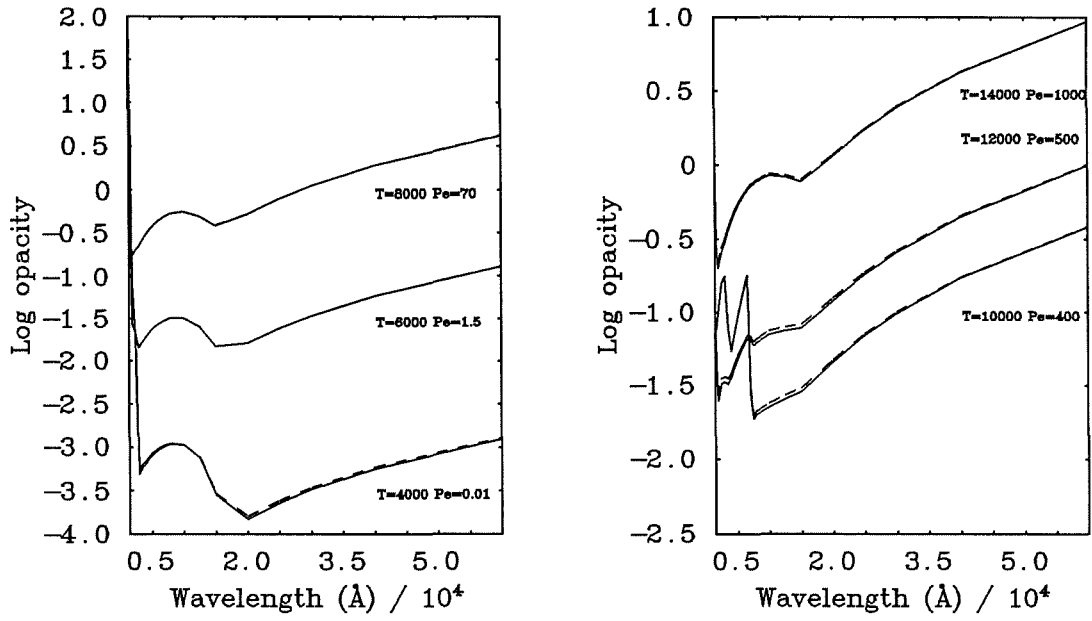 2.0
1.5
1.0
0.5
0
−0.5
−1.0
−1.5
−2.0
−2.5
−3.0
−3.5
−4.0
Log opacity
T=8000 Pe=70
T=6000 Pe=1.5
T=4000 Pe=0.01
0.5 2.0 3.5 5.0
Wavelength (Å) / 10⁴
1.0
0.5
0
−0.5
−1.0
−1.5
−2.0
−2.5
Log opacity
T=14000 Pe=1000
T=12000 Pe=500
T=10000 Pe=400
0.5 2.0 3.5 5.0
Wavelength (Å) / 10⁴